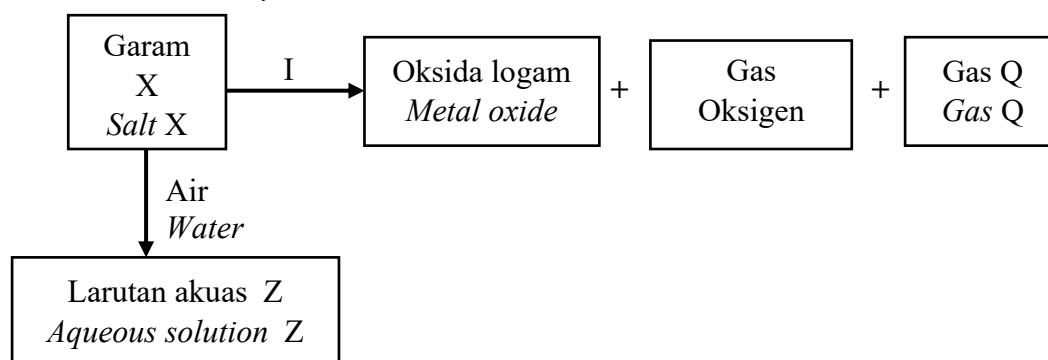 Garam
X
Salt X
I
Oksida logam
Metal oxide
+
Gas
Oksigen
+
Gas Q
Gas Q
Air
Water
Larutan akuas Z
Aqueous solution Z